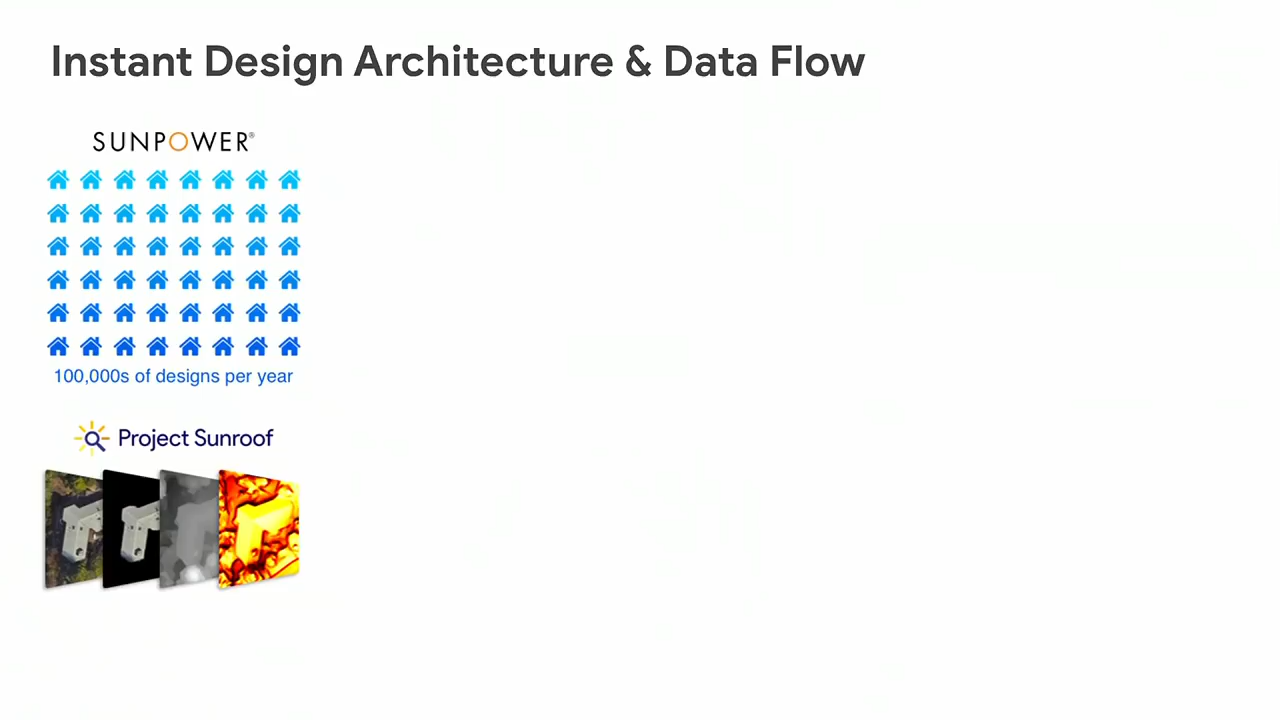 Instant Design Architecture & Data Flow
SUNPOWER®
100,000s of designs per year
Project Sunroof